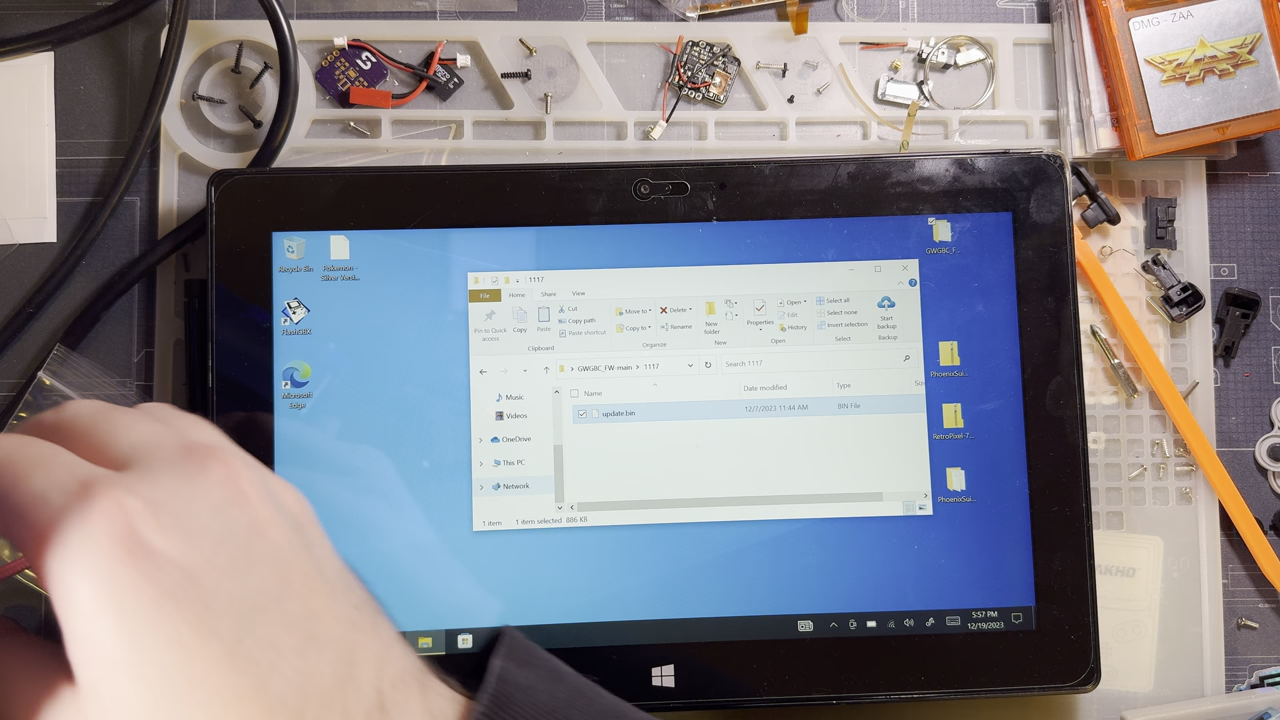 DMG - ZAA
ZAS
S
Recycle Bin
Pokemon -
Silver Versi...
FlashGBX
Microsoft
Edge
GWGBC_F...
PhoenixSui...
RetroPixel-7...
PhoenixSui...
1117
File
Home
Share
View
Pin to Quick
access
Copy
Paste
Cut
Copy path
Paste shortcut
Clipboard
Move to
Copy to
Delete
Rename
Organize
New
folder
New
Properties
Open
Edit
History
Open
Select all
Select none
Invert selection
Select
Start
backup
Backup
GWGBC_FW-main > 1117
Search 1117
Name
Date modified
Type
Siz
Music
Videos
OneDrive
This PC
Network
update.bin
12/7/2023 11:44 AM
BIN File
1 item
1 item selected 886 KB
5:57 PM
12/19/2023